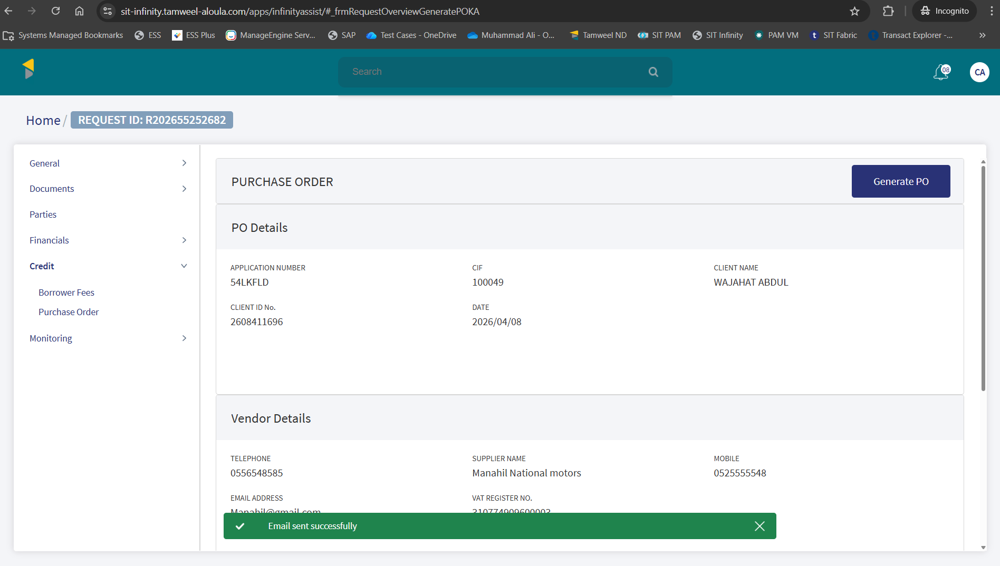 sit-infinity.tamweel-aloula.com/apps/infinityassist/#_frmRequestOverviewGeneratePOKA
Incognito
Systems Managed Bookmarks ESS ESS Plus ManageEngine Serv... SAP Test Cases - OneDrive Muhammad Ali - O... Tamweel ND SIT PAM SIT Infinity PAM VM SIT Fabric Transact Explorer -...
Search
08
CA
Home / REQUEST ID: R202655252682
General
Documents
Parties
Financials
Credit
Borrower Fees
Purchase Order
Monitoring
PURCHASE ORDER
Generate PO
PO Details
APPLICATION NUMBER CIF CLIENT NAME
54LKFLD 100049 WAJAHAT ABDUL
CLIENT ID No. DATE
2608411696 2026/04/08
Vendor Details
TELEPHONE SUPPLIER NAME MOBILE
0556548585 Manahil National motors 0525555548
EMAIL ADDRESS VAT REGISTER NO.
Manahil@gmail.com 310774909600003
Email sent successfully